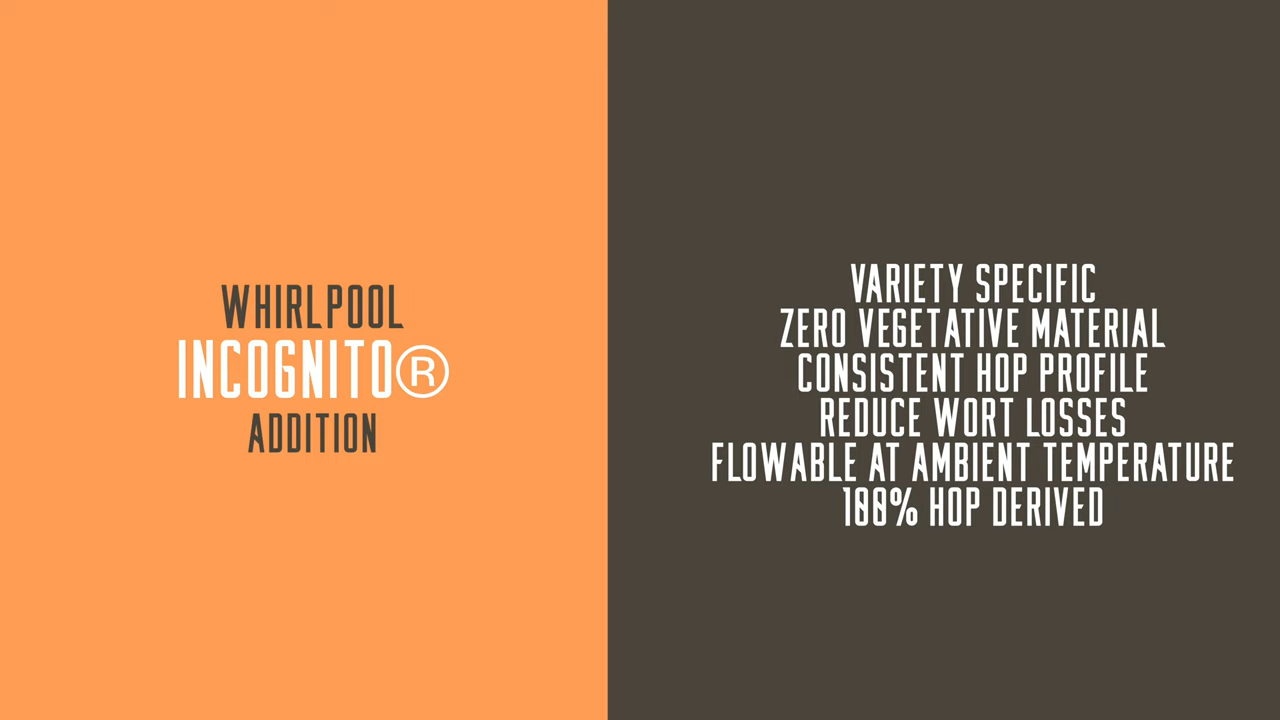 WHIRLPOOL
INCOGNITO®
ADDITION
VARIETY SPECIFIC
ZERO VEGETATIVE MATERIAL
CONSISTENT HOP PROFILE
REDUCE WORT LOSSES
FLOWABLE AT AMBIENT TEMPERATURE
100% HOP DERIVED